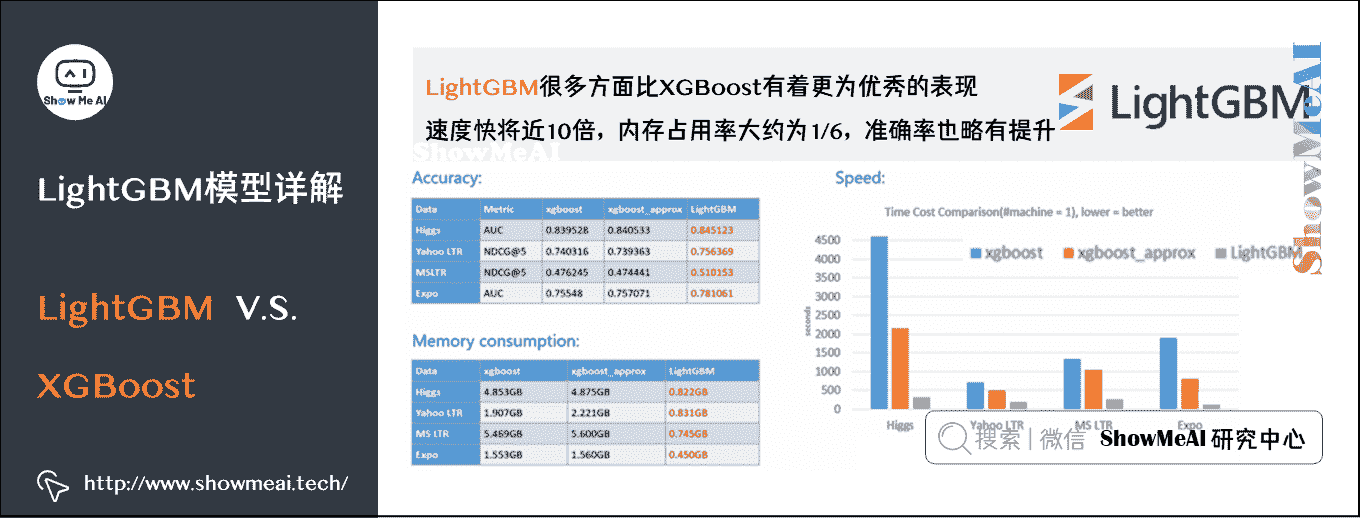 Show Me AI
LightGBM模型详解
LightGBM V.S.
XGBoost
http://www.showmeai.tech/
LightGBM很多方面比XGBoost有着更为优秀的表现
速度快将近10倍，内存占用率大约为1/6，准确率也略有提升
LightGBM
ShowMeAI
ShowMeAI
Accuracy:
Data Metric xgboost xgboost_approx LightGBM
Higgs AUC 0.839528 0.840533 0.845123
Yahoo LTR NDCG@5 0.740316 0.739363 0.756369
MSLTR NDCG@5 0.476245 0.474441 0.510153
Expo AUC 0.75548 0.757071 0.781061
Memory consumption:
Data xgboost xgboost_approx LightGBM
Higgs 4.853GB 4.875GB 0.822GB
Yahoo LTR 1.907GB 2.221GB 0.831GB
MS LTR 5.469GB 5.600GB 0.745GB
Expo 1.553GB 1.560GB 0.450GB
Speed:
Time Cost Comparison(#machine = 1), lower = better
xgboost xgboost_approx LightGBM
seconds
4500
4000
3500
3000
2500
2000
1500
1000
500
0
Higgs Yahoo LTR MS LTR Expo
搜索 | 微信 ShowMeAI 研究中心